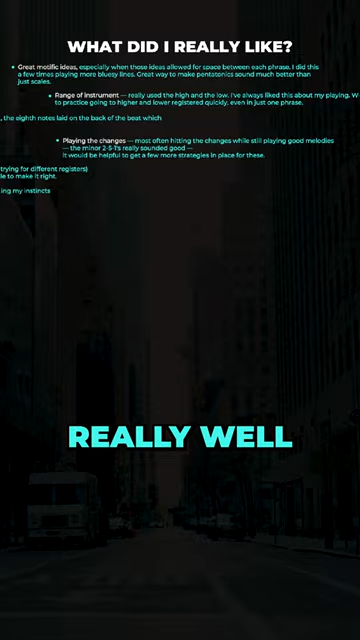 WHAT DID I REALLY LIKE?
• Great motific ideas, especially when those ideas allowed for space between each phrase. I did this
a few times playing more bluesy lines. Great way to make pentatonics sound much better than
just scales.
• Range of instrument — really used the high and the low. I've always liked this about my playing. W
to practice going to higher and lower registered quickly, even in just one phrase.
, the eighth notes laid on the back of the beat which
• Playing the changes — most often hitting the changes while still playing good melodies
— the minor 2-5-1's really sounded good —
it would be helpful to get a few more strategies in place for these.
trying for different registers)
le to make it right.
ing my instincts
REALLY WELL